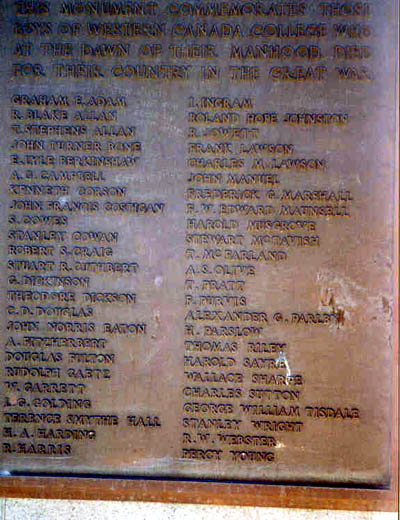 THIS MONUMENT COMMEMORATES THOSE
BOYS OF WESTERN CANADA COLLEGE WHO
AT THE DAWN OF THEIR MANHOOD DIED
FOR THEIR COUNTRY IN THE GREAT WAR
GRAHAM E. ADAM
R. BLAKE ALLAN
T. STEPHENS ALLAN
JOHN TURNER BONE
E. LYLE BERKINSHAW
A. G. CAMPBELL
KENNETH CORSON
JOHN FRANCIS COSTIGAN
S. COWES
STANLEY COWAN
ROBERT S. CRAIG
STUART R. CUTHBERT
G. DICKINSON
THEODORE DICKSON
C. D. DOUGLAS
JOHN NORRIS EATON
A. FITZHERBERT
DOUGLAS FULTON
RUDOLPH GAETZ
W. GARRETT
L. G. GOLDING
TERENCE SMYTHE HALL
H. A. HARDING
R. HARRIS
I. INGRAM
ROLAND HOPE JOHNSTON
R. JOWETT
FRANK LAWSON
CHARLES M. LAWSON
JOHN MANUEL
FREDERICK G. MARSHALL
F. W. EDWARD MAUNSELL
HAROLD MUSGROVE
STEWART MCTAVISH
T. MCFARLAND
A. S. OLIVE
T. PRATT
F. PURVIS
ALEXANDER G. PARLEE
H. PARSLOW
THOMAS RILEY
HAROLD SAYRE
WALLACE SHARPE
CHARLES SUTTON
GEORGE WILLIAM TISDALE
STANLEY WRIGHT
R. W. WEBSTER
PERCY YOUNG